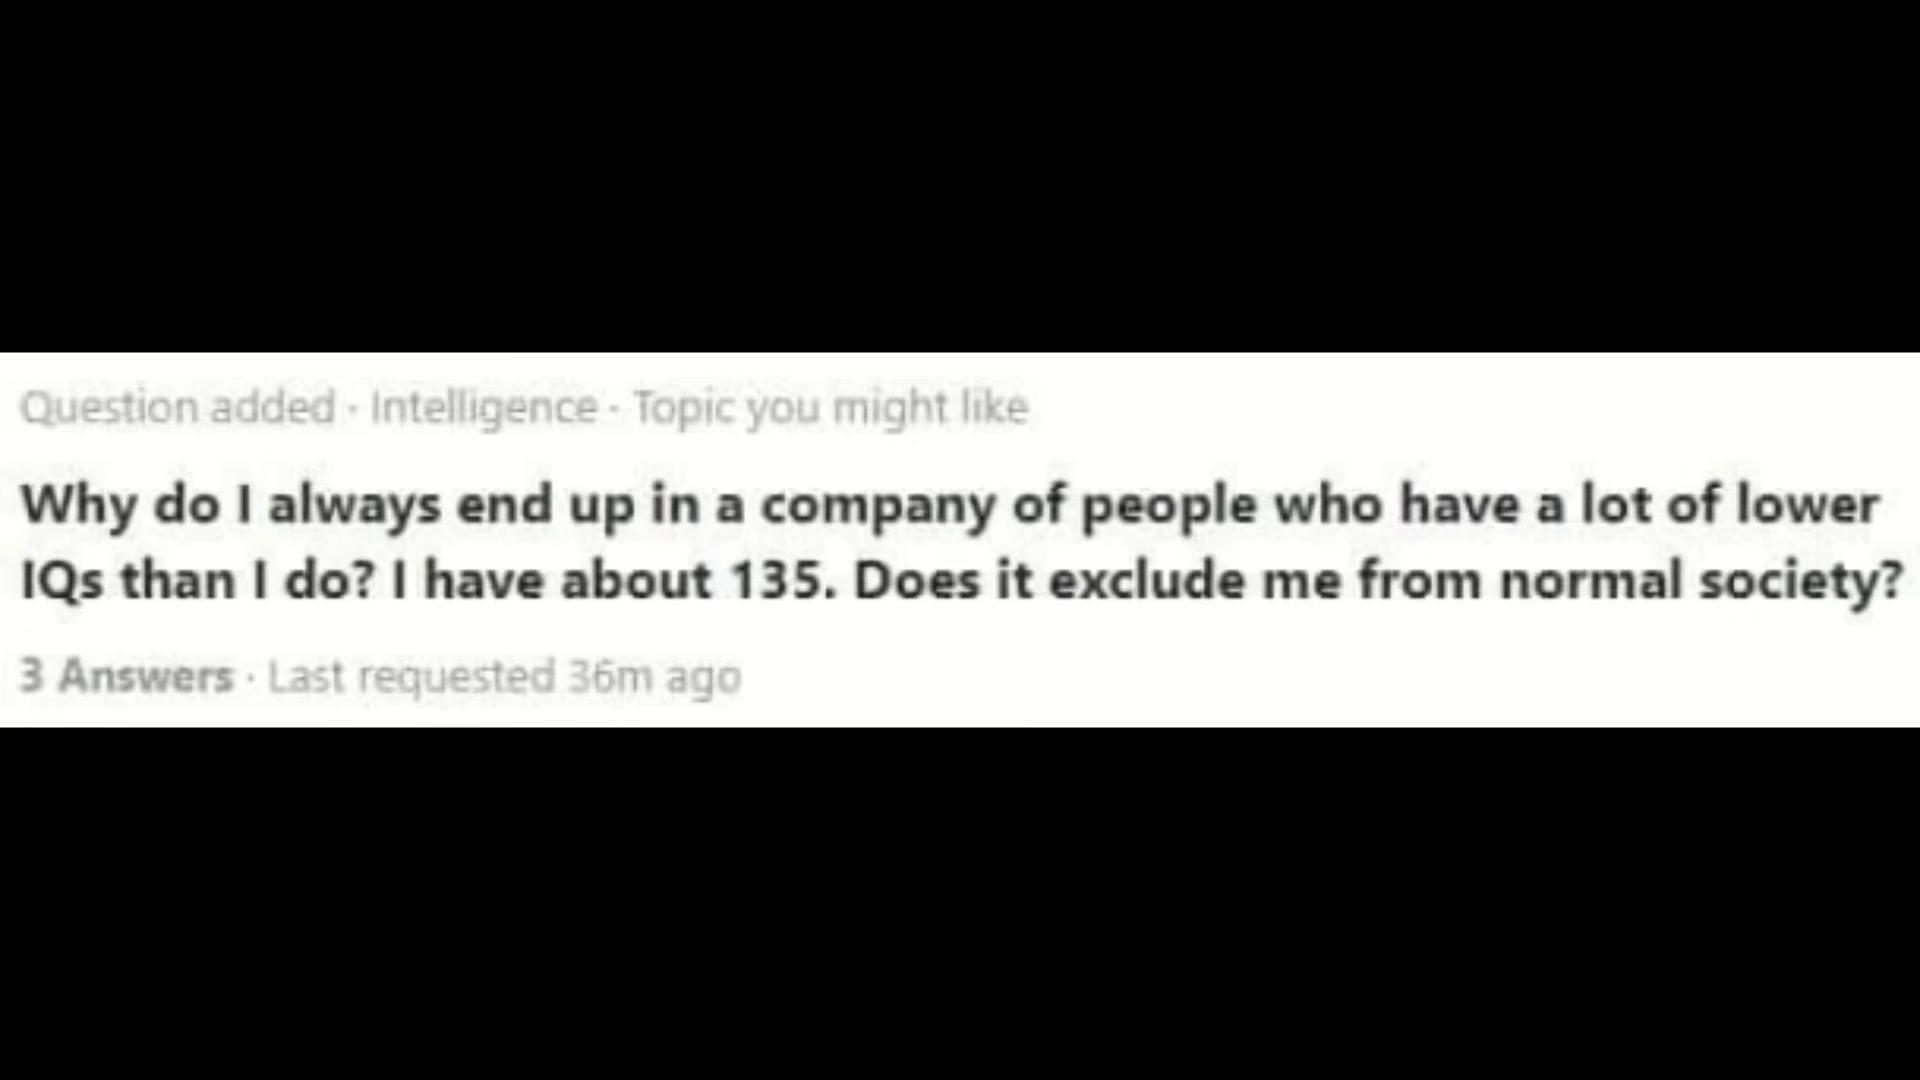 Question added · Intelligence · Topic you might like
Why do I always end up in a company of people who have a lot of lower
IQs than I do? I have about 135. Does it exclude me from normal society?
3 Answers · Last requested 36m ago